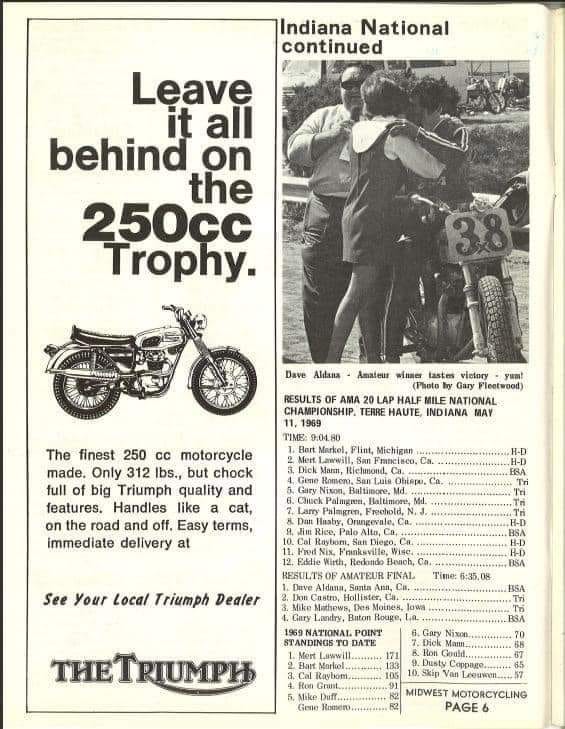 Leave
it all
behind on
the
250cc
Trophy.
The finest 250 cc motorcycle
made. Only 312 lbs., but chock
full of big Triumph quality and
features. Handles like a cat,
on the road and off. Easy terms,
immediate delivery at
See Your Local Triumph Dealer
THE TRIUMPH
Indiana National
continued
38
Dave Aldana - Amateur winner tastes victory - yum!
(Photo by Gary Fleetwood)
RESULTS OF AMA 20 LAP HALF MILE NATIONAL
CHAMPIONSHIP. TERRE HAUTE, INDIANA MAY
11, 1969
TIME: 9:04.80
1. Bart Markel, Flint, Michigan ........................ H-D
2. Mert Lawwill, San Francisco, Ca. .................. H-D
3. Dick Mann, Richmond, Ca. ........................... BSA
4. Gene Romero, San Luis Obispo, Ca. ............... Tri
5. Gary Nixon, Baltimore, Md. ......................... Tri
6. Chuck Palmgren, Baltimore, Md. ................... Tri
7. Larry Palmgren, Freehold, N. J. .................... Tri
8. Dan Haaby, Orangevale, Ca. ........................ H-D
9. Jim Rice, Palo Alto, Ca. ............................. BSA
10. Cal Rayborn, San Diego, Ca. ...................... H-D
11. Fred Nix, Franksville, Wisc. ....................... H-D
12. Eddie Wirth, Redondo Beach, Ca. ................ BSA
RESULTS OF AMATEUR FINAL Time: 6:35.08
1. Dave Aldana, Santa Ana, Ca. ....................... BSA
2. Don Castro, Hollister, Ca. ........................... Tri
3. Mike Mathews, Des Moines, Iowa .................. Tri
4. Gary Landry, Baton Rouge, La. .................... BSA
1969 NATIONAL POINT
STANDINGS TO DATE
1. Mert Lawwill........ 171
2. Bart Markel......... 133
3. Cal Rayborn......... 105
4. Ron Grant............ 91
5. Mike Duff............ 82
Gene Romero........... 82
6. Gary Nixon............ 70
7. Dick Mann............. 68
8. Ron Gould............. 67
9. Dusty Coppage........ 65
10. Skip Van Leeuwen.... 57
MIDWEST MOTORCYCLING
PAGE 6